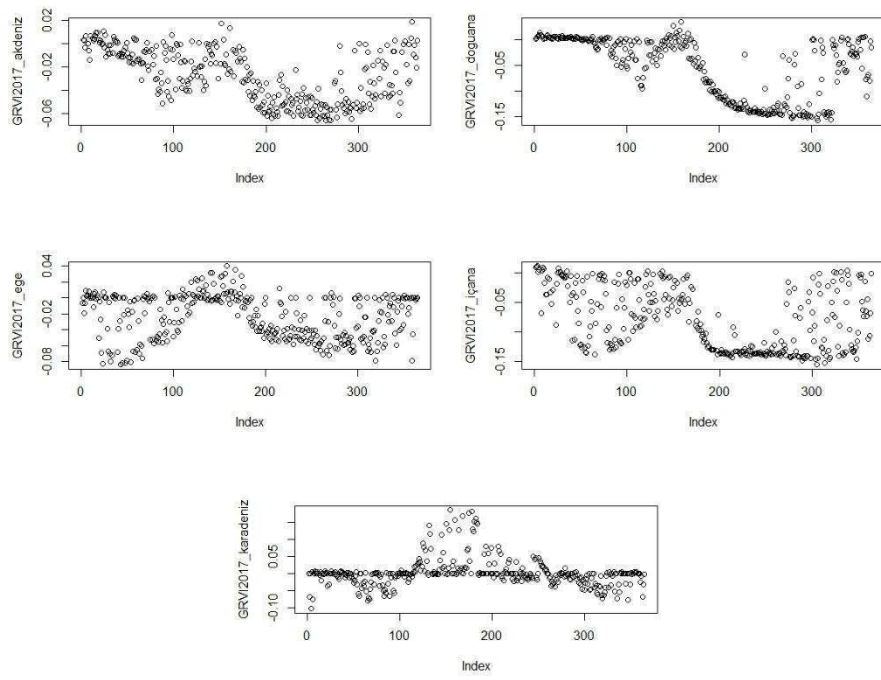 GRVI2017_akdeniz
0.02
-0.02
-0.06
0 100 200 300
Index
GRVI2017_doguana
-0.05
-0.15
0 100 200 300
Index
GRVI2017_ege
0.04
-0.02
-0.08
0 100 200 300
Index
GRVI2017_içana
-0.05
-0.15
0 100 200 300
Index
GRVI2017_karadeniz
0.05
-0.10
0 100 200 300
Index